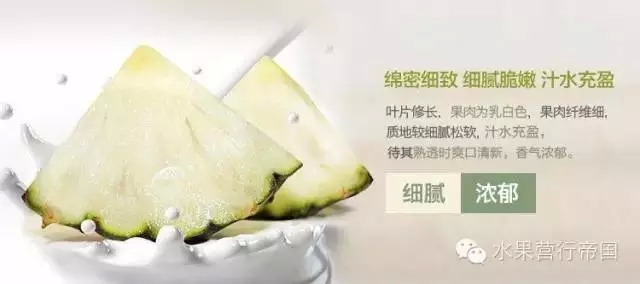 绵密细致 细腻脆嫩 汁水充盈
叶片修长，果肉为乳白色，果肉纤维细,
质地较细腻松软, 汁水充盈，
待其熟透时爽口清新，香气浓郁。
细腻 浓郁
水果营行帝国